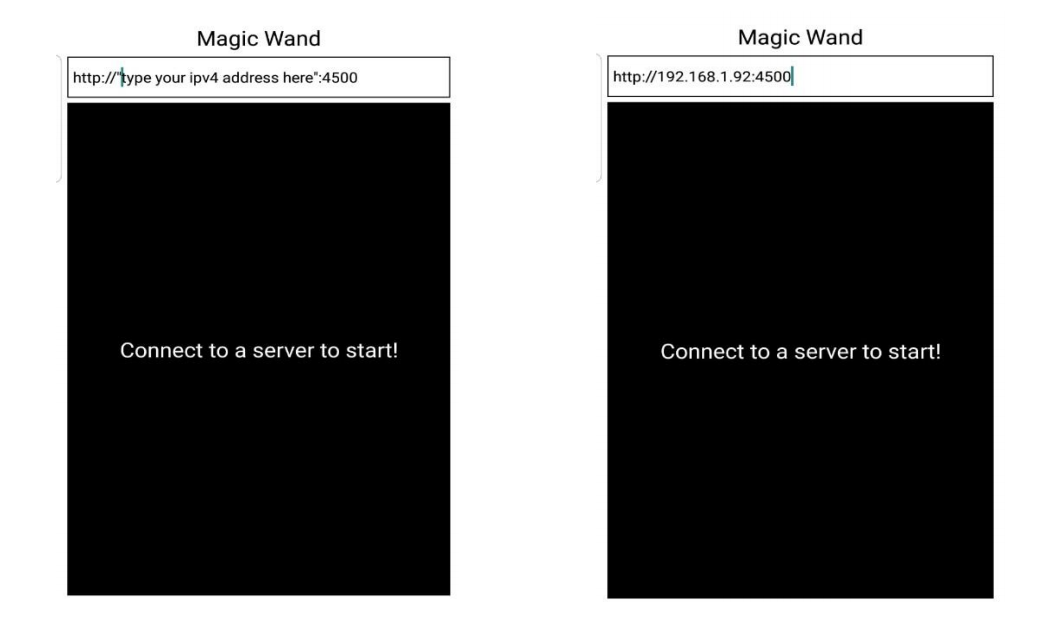 Magic Wand
http://"type your ipv4 address here":4500
Connect to a server to start!
Magic Wand
http://192.168.1.92:4500
Connect to a server to start!